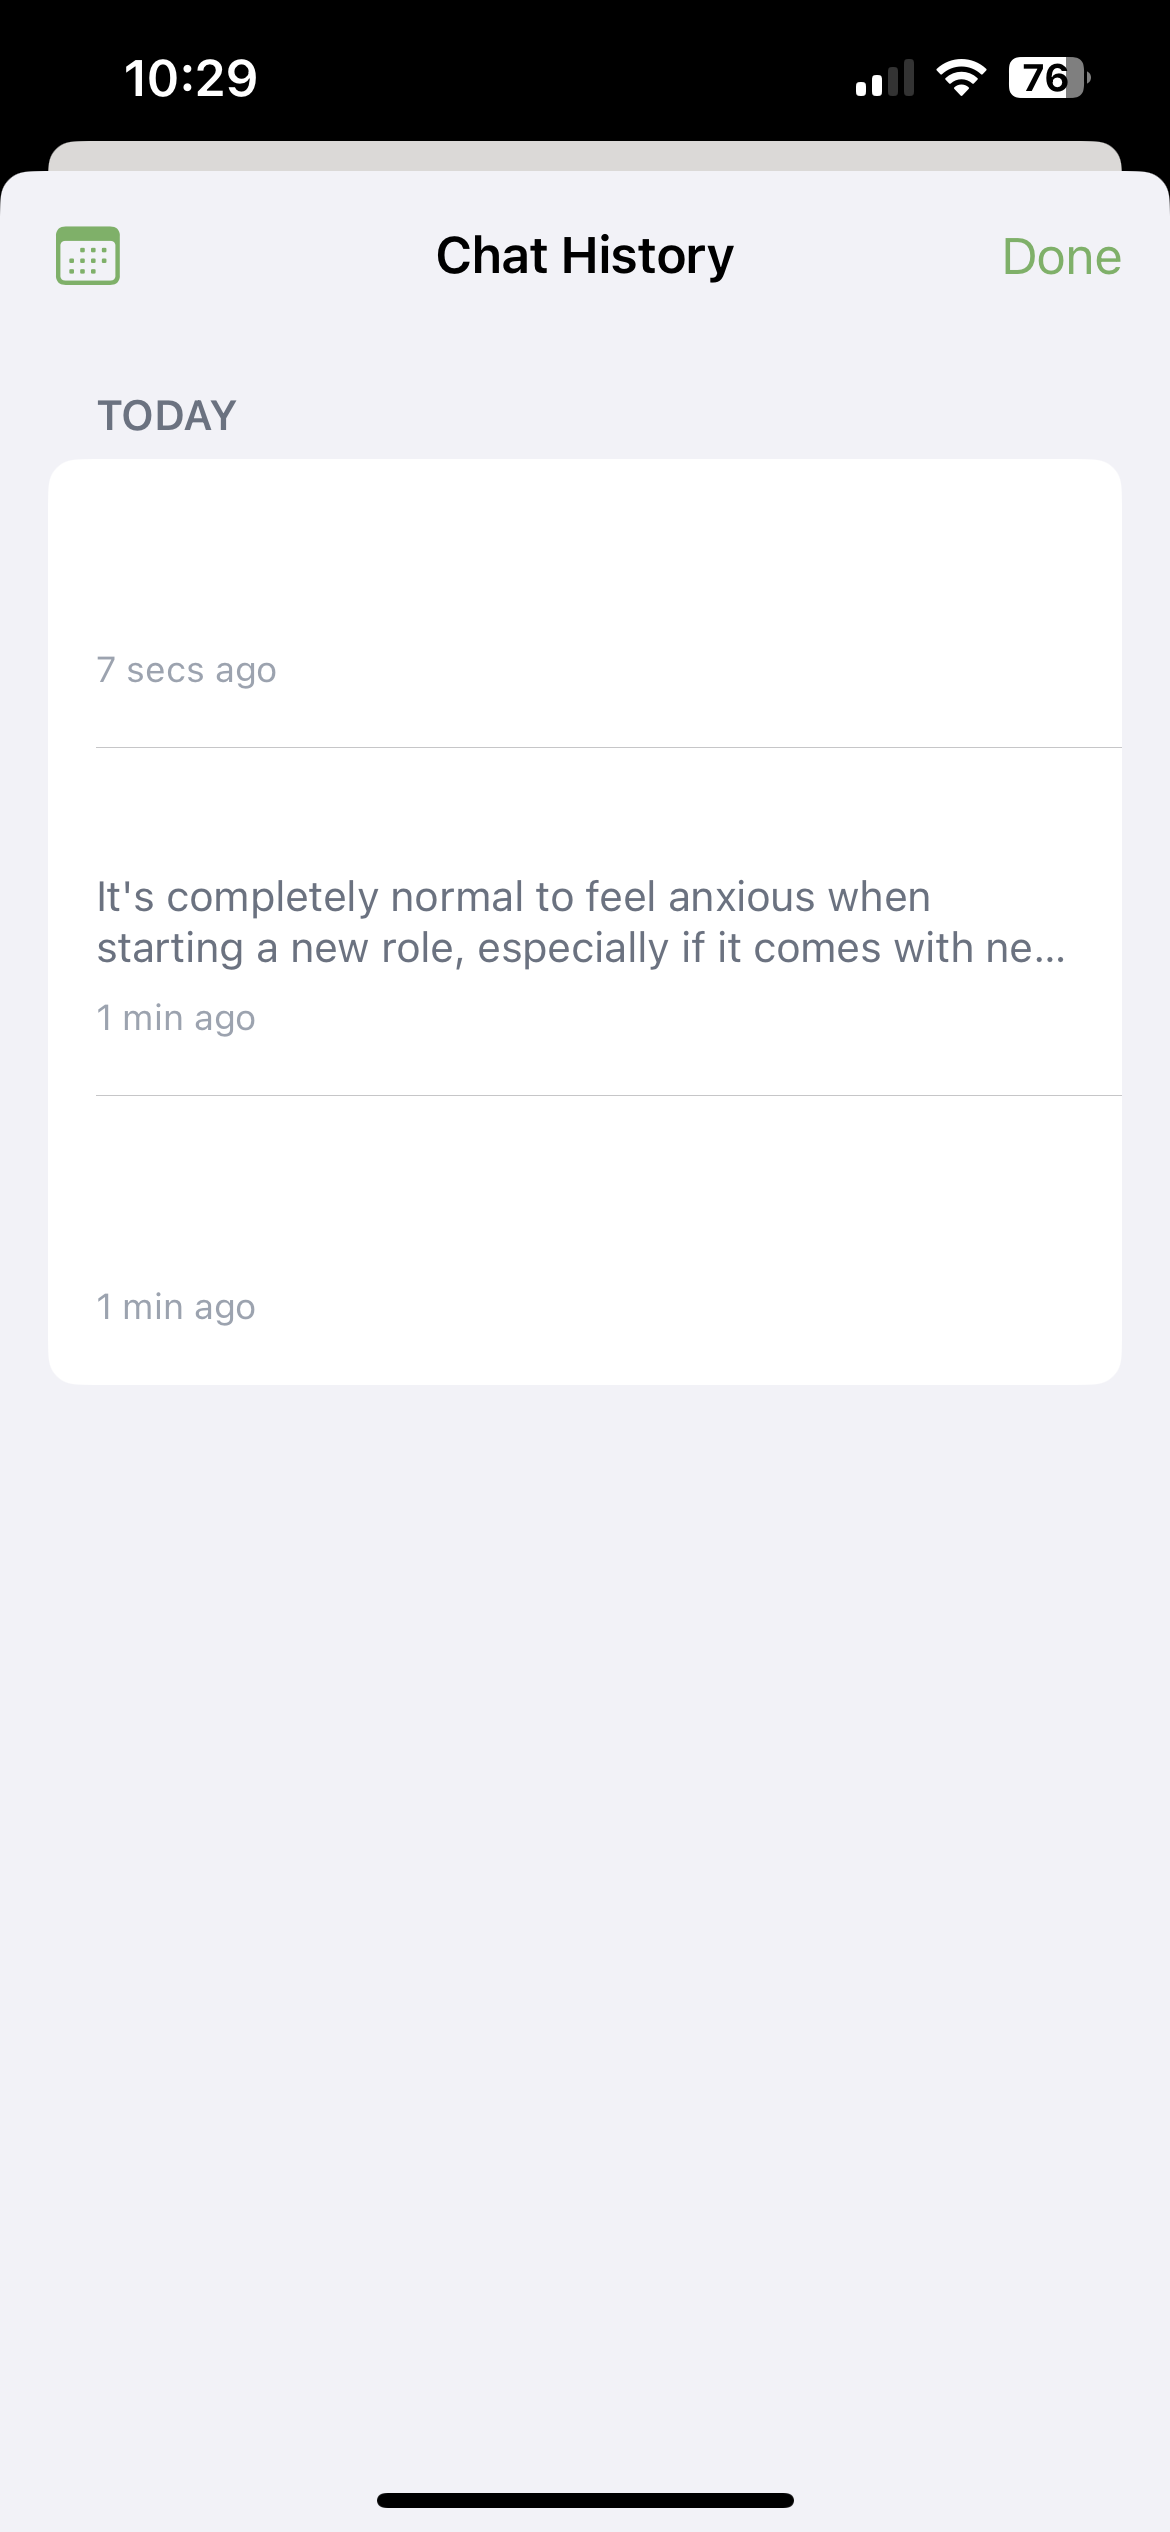 10:29
76
Chat History
Done
TODAY
7 secs ago
It's completely normal to feel anxious when
starting a new role, especially if it comes with ne...
1 min ago
1 min ago